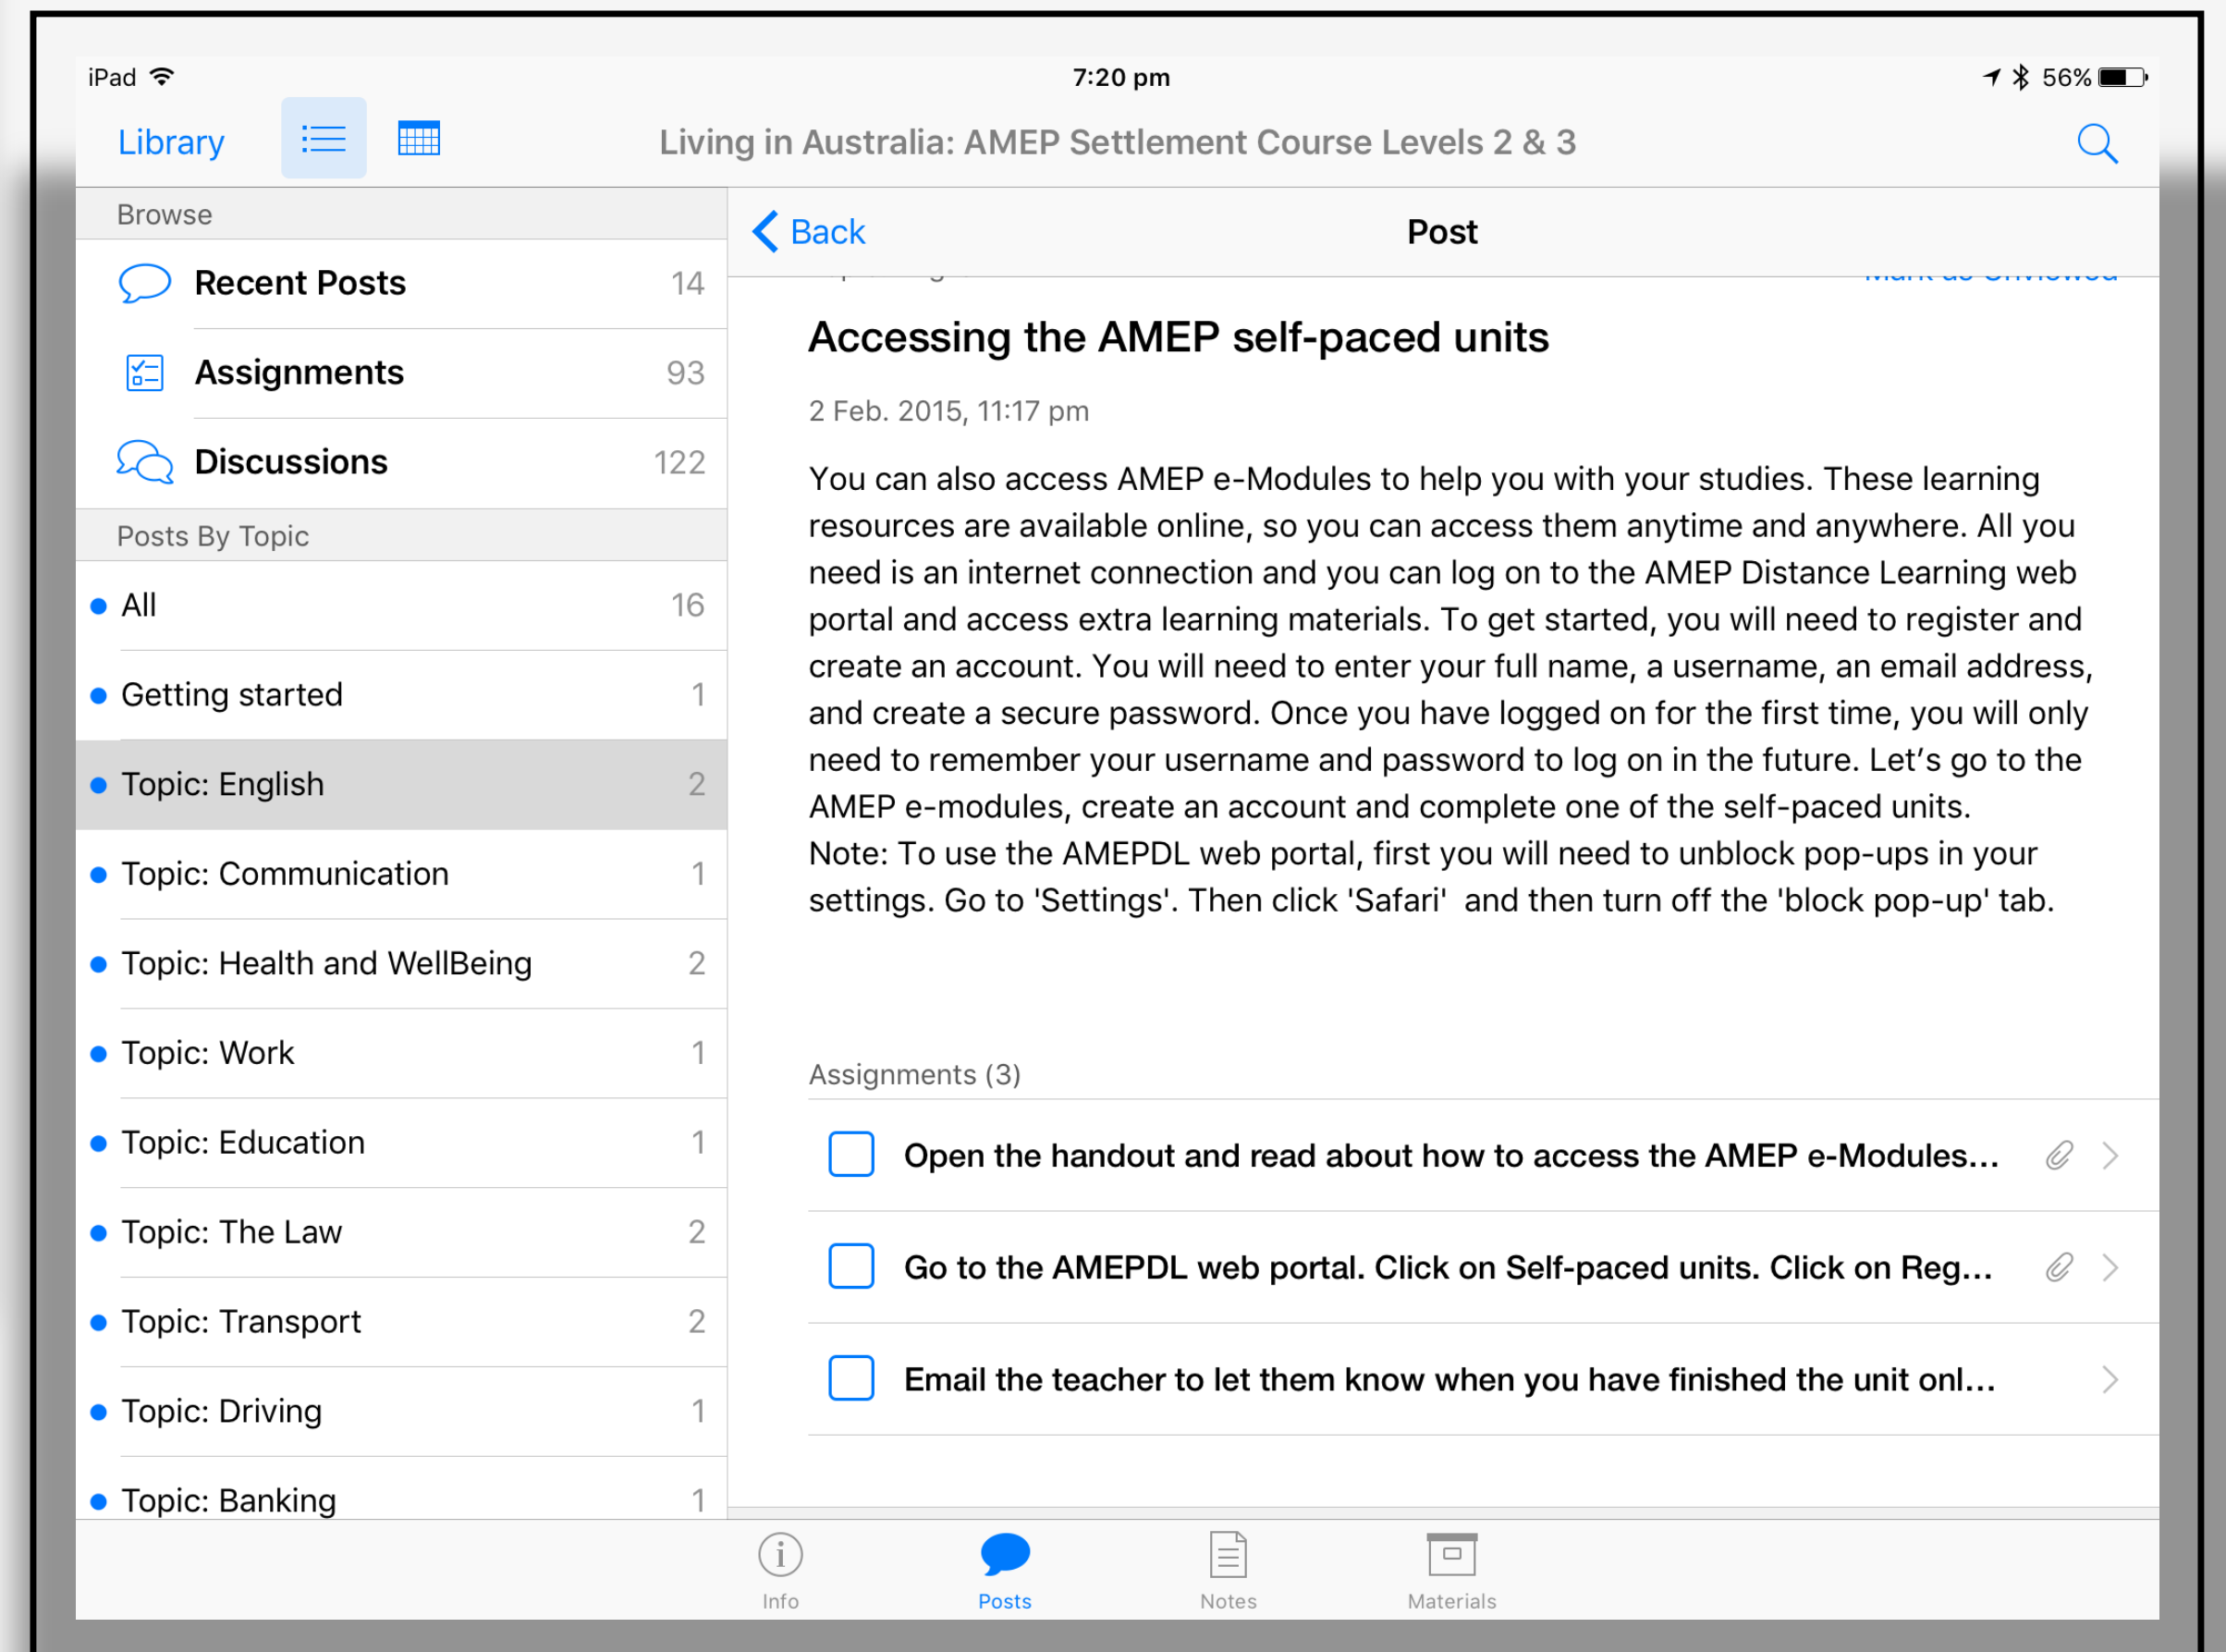 iPad
7:20 pm
56%
Library
Living in Australia: AMEP Settlement Course Levels 2 & 3
Browse
Recent Posts 14
Assignments 93
Discussions 122
Posts By Topic
All 16
Getting started 1
Topic: English 2
Topic: Communication 1
Topic: Health and WellBeing 2
Topic: Work 1
Topic: Education 1
Topic: The Law 2
Topic: Transport 2
Topic: Driving 1
Topic: Banking 1
Back
Post
Mark as Unviewed
Accessing the AMEP self-paced units
2 Feb. 2015, 11:17 pm
You can also access AMEP e-Modules to help you with your studies. These learning
resources are available online, so you can access them anytime and anywhere. All you
need is an internet connection and you can log on to the AMEP Distance Learning web
portal and access extra learning materials. To get started, you will need to register and
create an account. You will need to enter your full name, a username, an email address,
and create a secure password. Once you have logged on for the first time, you will only
need to remember your username and password to log on in the future. Let’s go to the
AMEP e-modules, create an account and complete one of the self-paced units.
Note: To use the AMEPDL web portal, first you will need to unblock pop-ups in your
settings. Go to 'Settings'. Then click 'Safari'  and then turn off the 'block pop-up' tab.
Assignments (3)
Open the handout and read about how to access the AMEP e-Modules...
Go to the AMEPDL web portal. Click on Self-paced units. Click on Reg...
Email the teacher to let them know when you have finished the unit onl...
Info
Posts
Notes
Materials